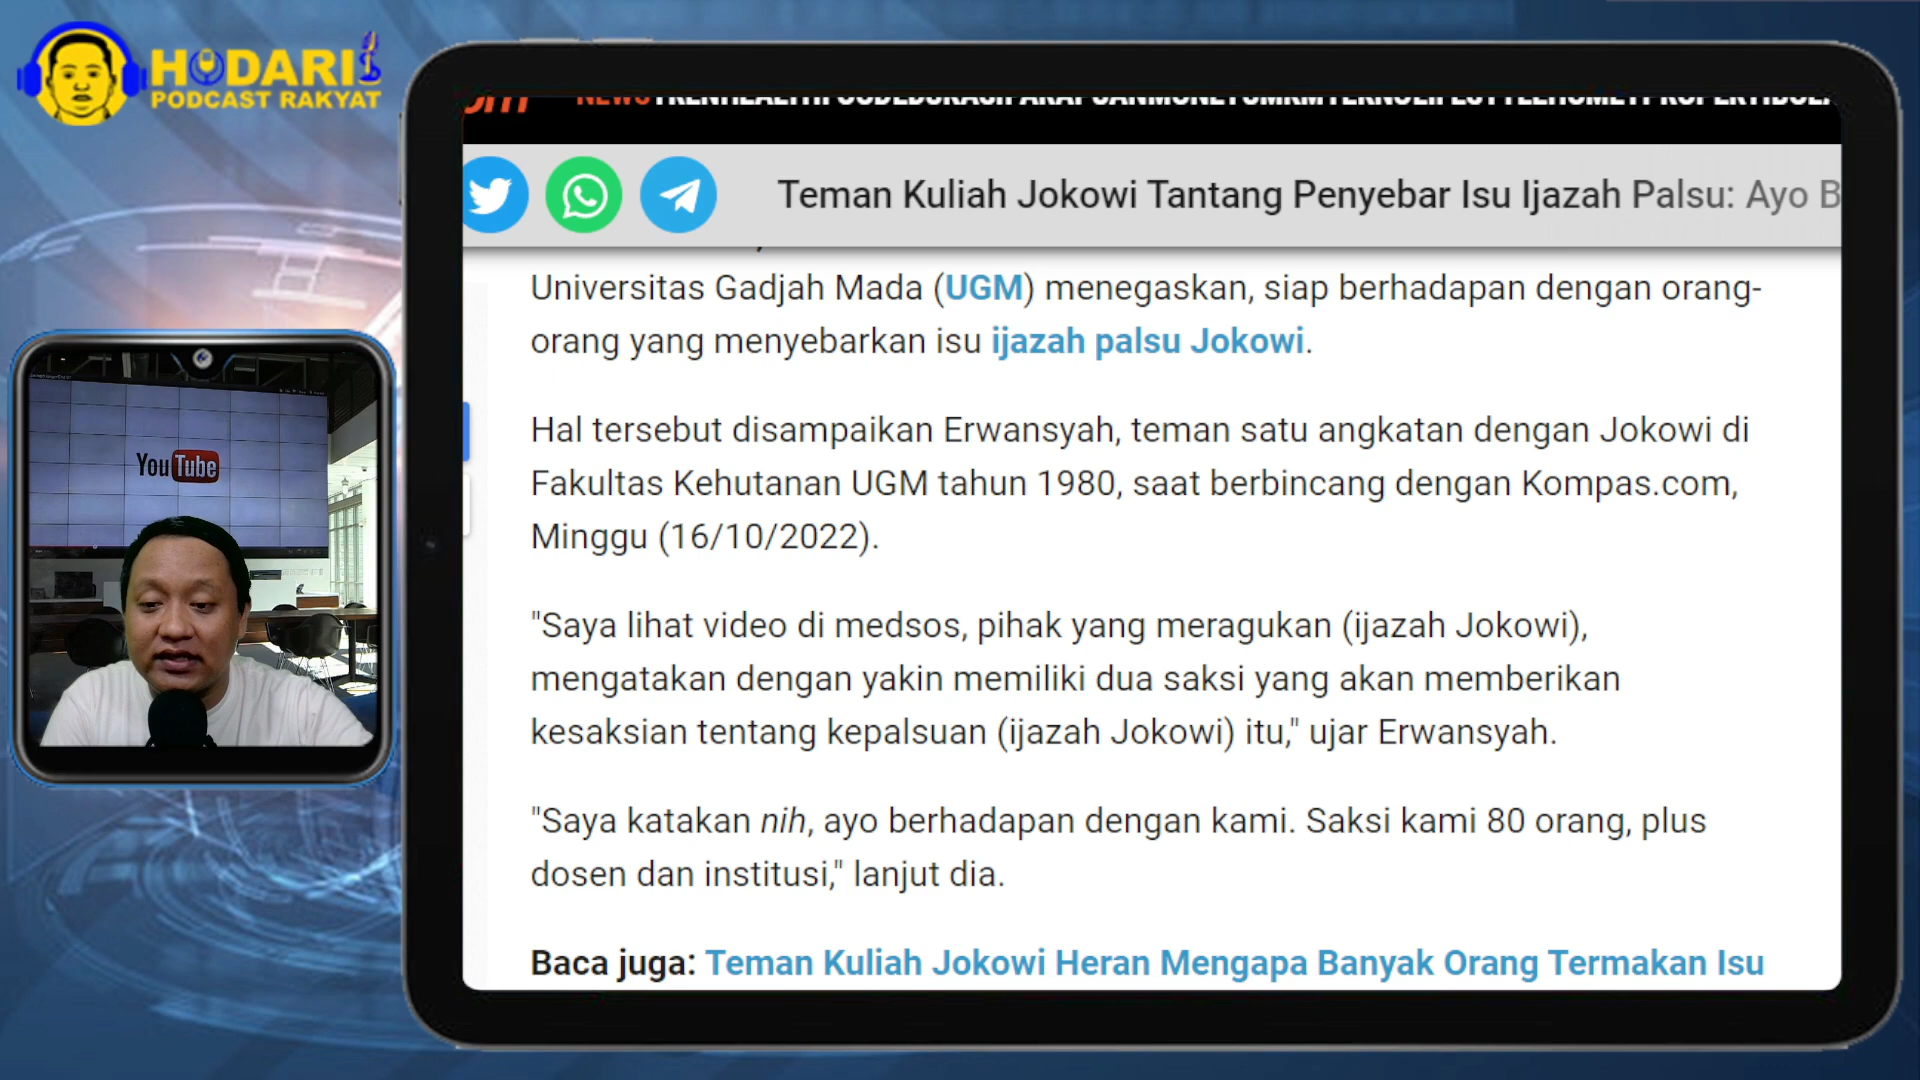 HODARI
PODCAST RAKYAT
NEWS
Teman Kuliah Jokowi Tantang Penyebar Isu Ijazah Palsu: Ayo B
Universitas Gadjah Mada (UGM) menegaskan, siap berhadapan dengan orang-
orang yang menyebarkan isu ijazah palsu Jokowi.
Hal tersebut disampaikan Erwansyah, teman satu angkatan dengan Jokowi di
Fakultas Kehutanan UGM tahun 1980, saat berbincang dengan Kompas.com,
Minggu (16/10/2022).
"Saya lihat video di medsos, pihak yang meragukan (ijazah Jokowi),
mengatakan dengan yakin memiliki dua saksi yang akan memberikan
kesaksian tentang kepalsuan (ijazah Jokowi) itu," ujar Erwansyah.
"Saya katakan nih, ayo berhadapan dengan kami. Saksi kami 80 orang, plus
dosen dan institusi," lanjut dia.
Baca juga: Teman Kuliah Jokowi Heran Mengapa Banyak Orang Termakan Isu
YouTube